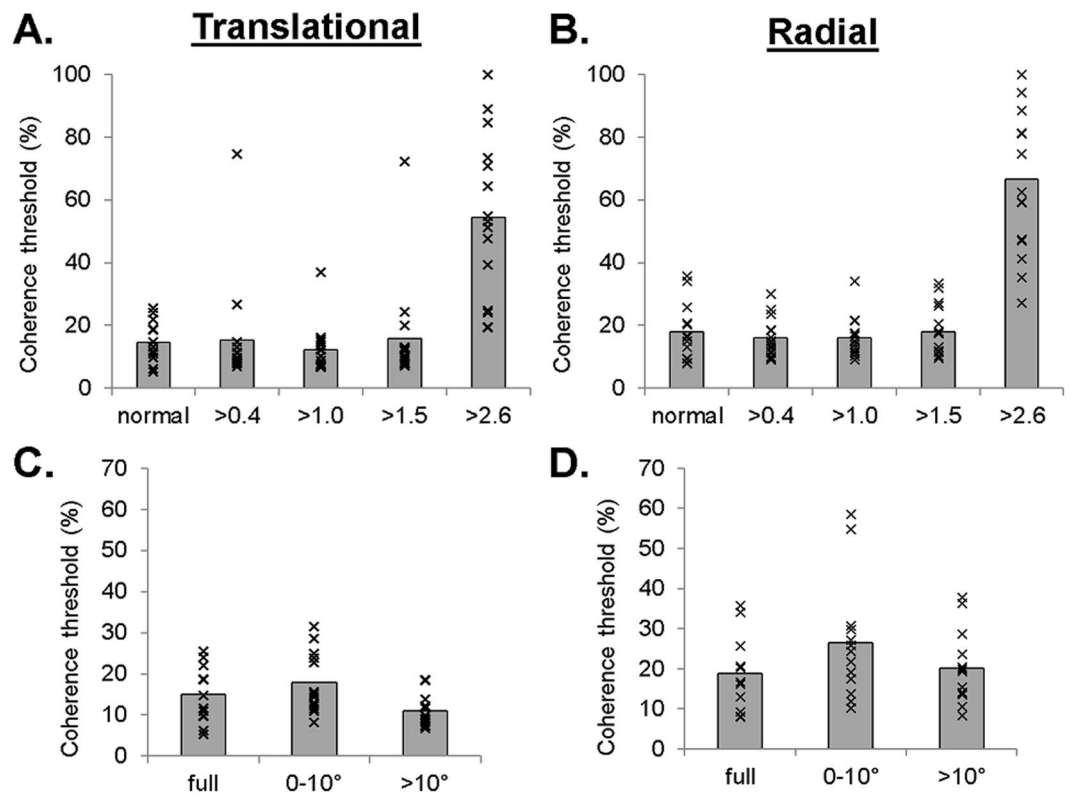 A. Translational
Coherence threshold (%)
100
80
60
40
20
0
normal >0.4 >1.0 >1.5 >2.6
B. Radial
Coherence threshold (%)
100
80
60
40
20
0
normal >0.4 >1.0 >1.5 >2.6
C.
Coherence threshold (%)
70
60
50
40
30
20
10
0
full 0-10° >10°
D.
Coherence threshold (%)
70
60
50
40
30
20
10
0
full 0-10° >10°